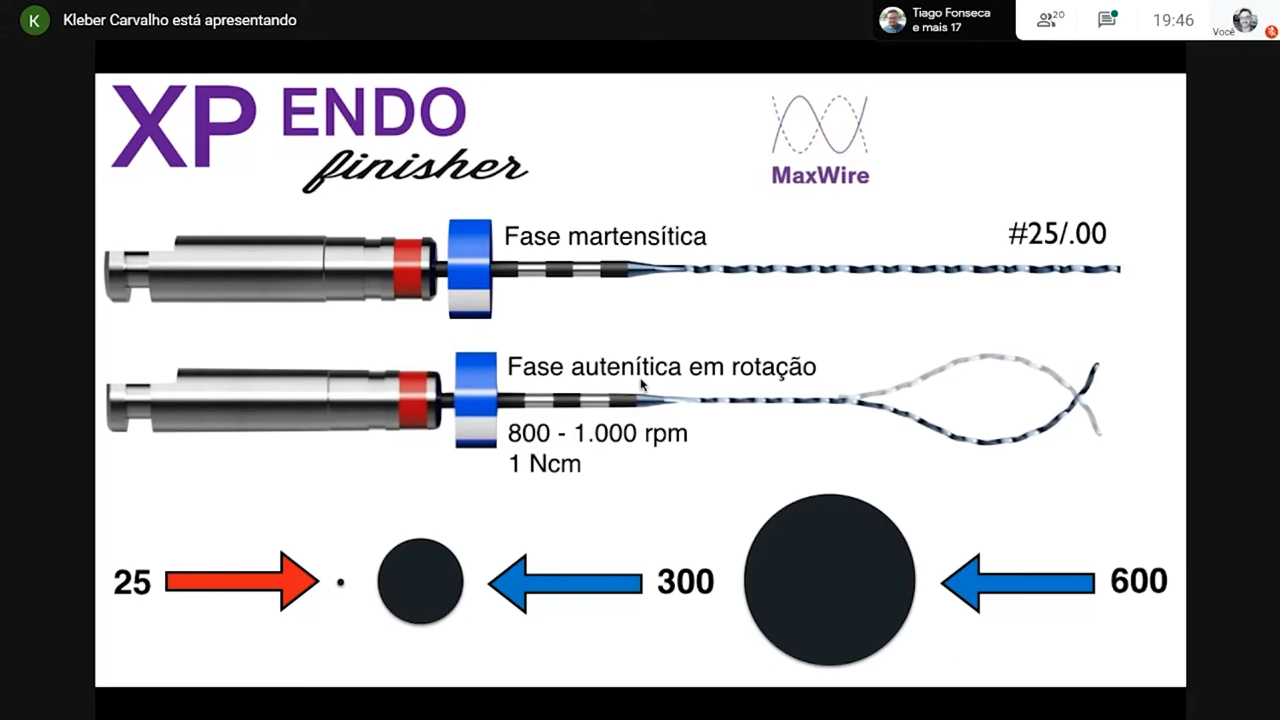 K
Kleber Carvalho está apresentando
Tiago Fonseca
e mais 17
20
19:46
Você
XP ENDO
finisher
MaxWire
Fase martensítica
#25/.00
Fase autenítica em rotação
800 - 1.000 rpm
1 Ncm
25
300
600